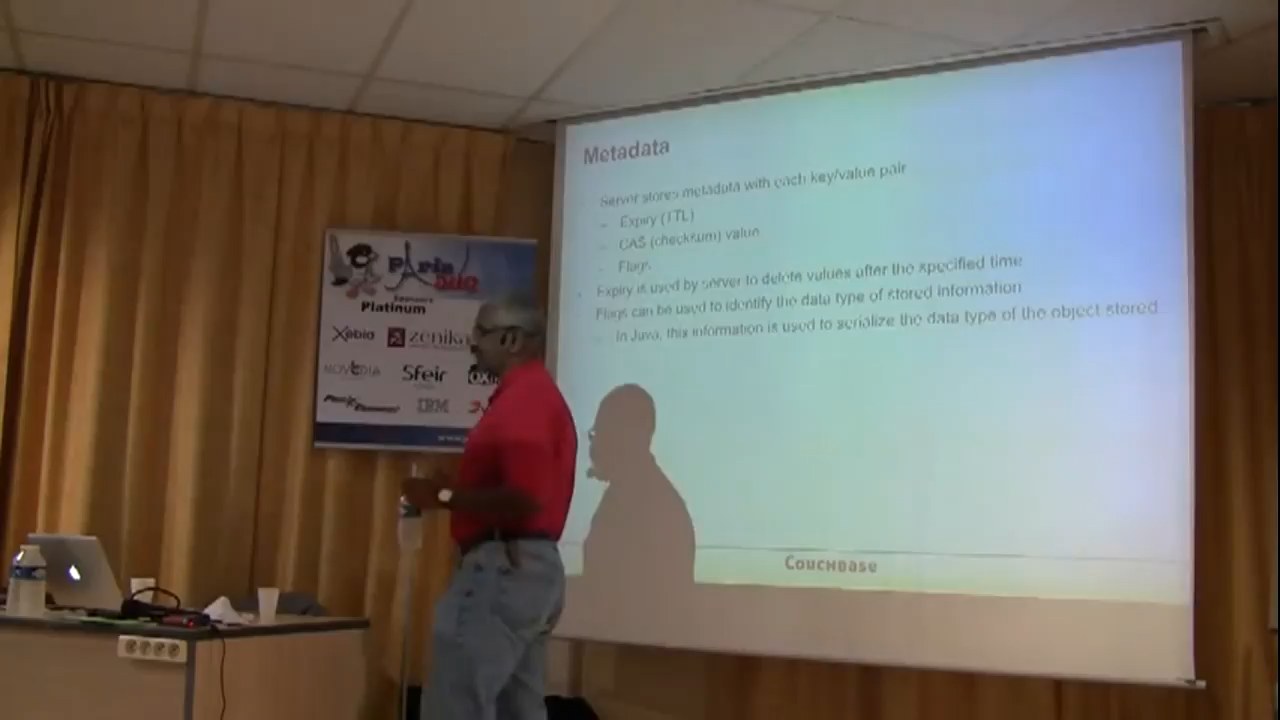 Metadata
Server stores metadata with each key/value pair
– Expiry (TTL)
– CAS (checksum) value
– Flags
Expiry is used by server to delete values after the specified time
Flags can be used to identify the data type of stored information
In Java, this information is used to serialize the data type of the object stored
Couchbase
Paris
Sponsors
Platinum
Xebia zenika
NOVEDIA Sfeir
IBM